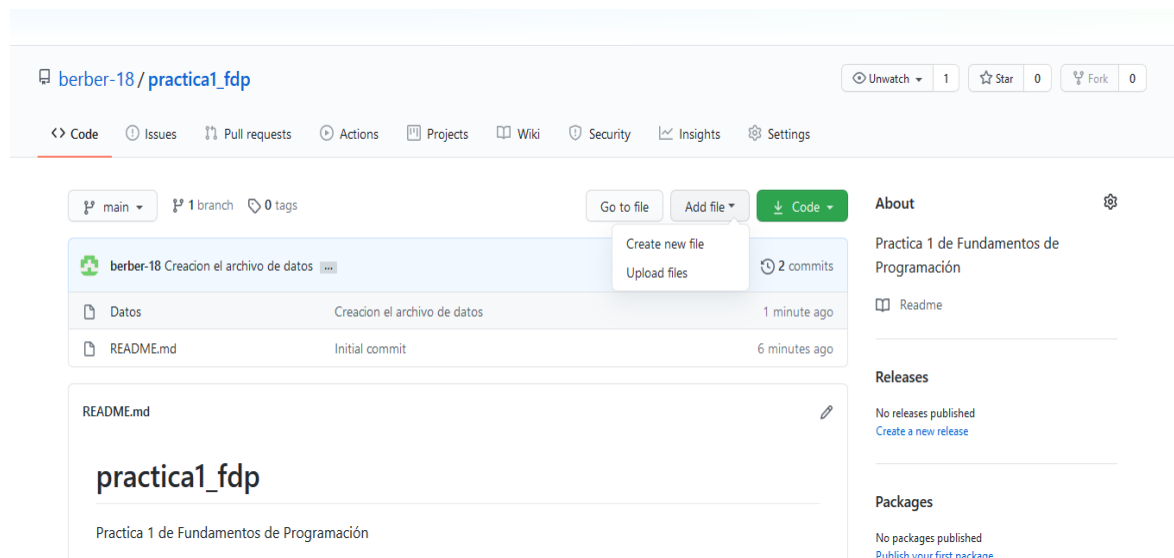 berber-18 / practica1_fdp
Unwatch 1 Star 0 Fork 0
Code Issues Pull requests Actions Projects Wiki Security Insights Settings
main 1 branch 0 tags Go to file Add file Code
Create new file
Upload files
berber-18 Creacion el archivo de datos ... 2 commits
Datos Creacion el archivo de datos 1 minute ago
README.md Initial commit 6 minutes ago
README.md
practica1_fdp
Practica 1 de Fundamentos de Programación
About
Practica 1 de Fundamentos de
Programación
Readme
Releases
No releases published
Create a new release
Packages
No packages published
Publish your first package